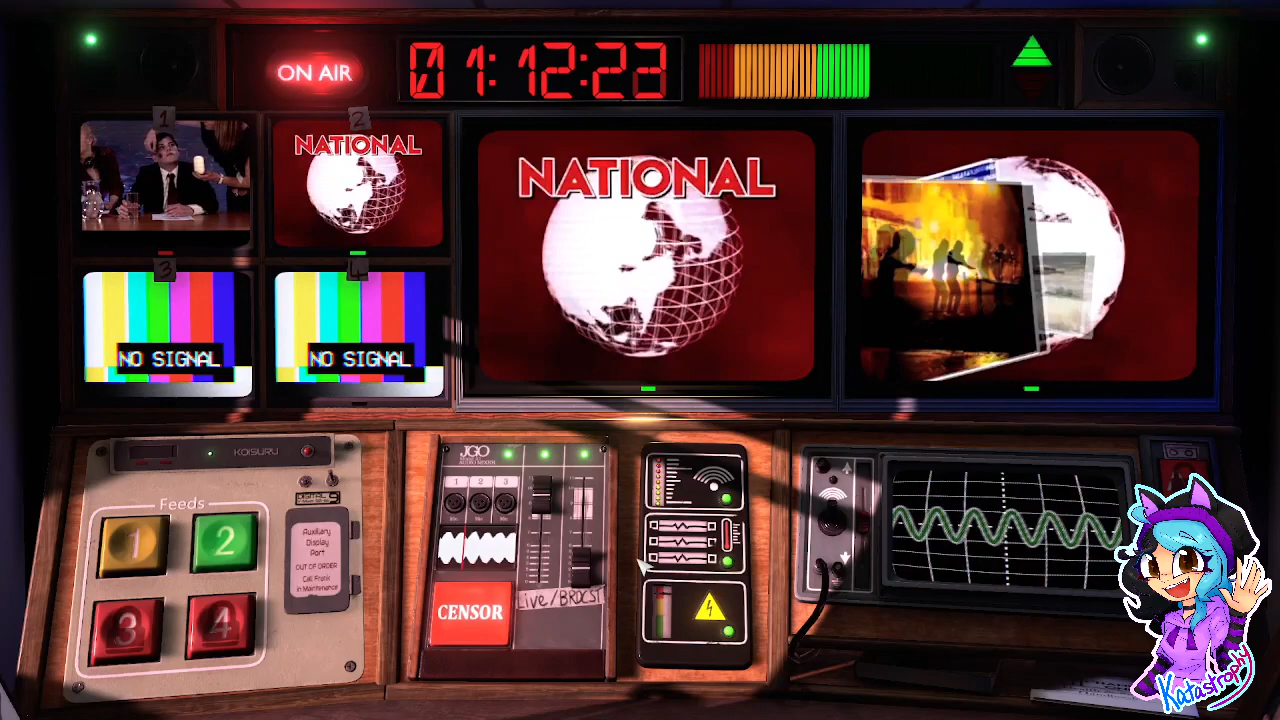 ON AIR
01:12:23
1
2
NATIONAL
NATIONAL
3
4
NO SIGNAL
NO SIGNAL
KOISURU
Feeds
1
2
3
4
Auxiliary
Display
Port
OUT OF ORDER
Call Frank
in Maintenance
JGO
1 2 3
CENSOR
Live/BRDCST
Katastrophy